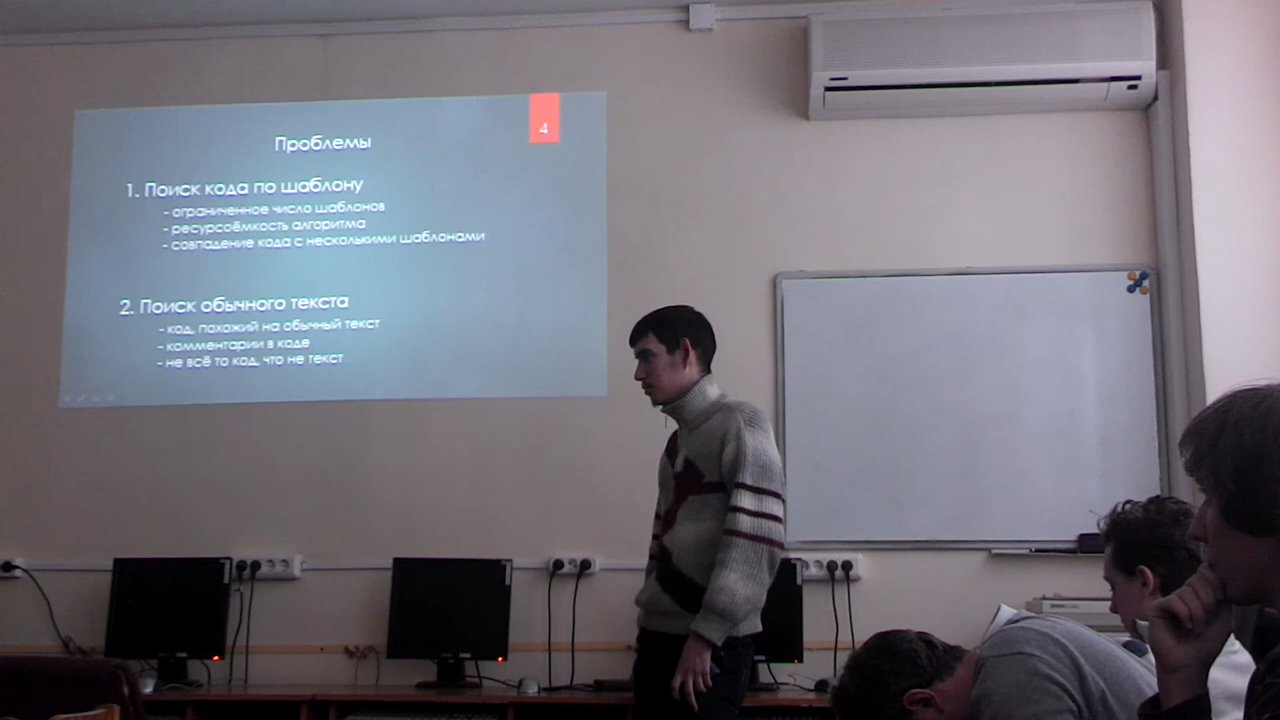 4
Проблемы
1. Поиск кода по шаблону
- ограниченное число шаблонов
- ресурсоёмкость алгоритма
- совпадение кода с несколькими шаблонами
2. Поиск обычного текста
- код, похожий на обычный текст
- комментарии в коде
- не всё то код, что не текст